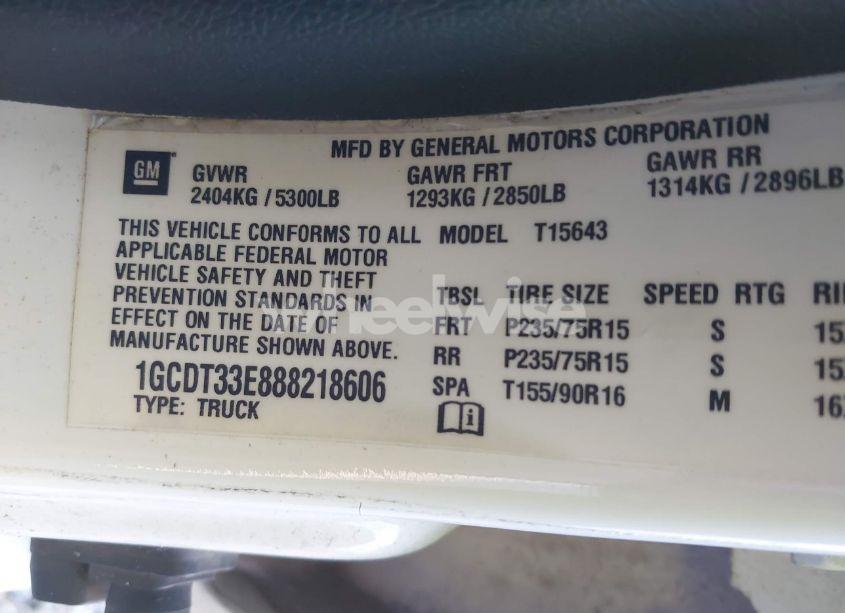 MFD BY GENERAL MOTORS CORPORATION
GM
GVWR GAWR FRT GAWR RR
2404KG / 5300LB 1293KG / 2850LB 1314KG / 2896LB
THIS VEHICLE CONFORMS TO ALL MODEL T15643
APPLICABLE FEDERAL MOTOR
VEHICLE SAFETY AND THEFT
PREVENTION STANDARDS IN TBSL TIRE SIZE SPEED RTG
EFFECT ON THE DATE OF FRT P235/75R15 S
MANUFACTURE SHOWN ABOVE. RR P235/75R15 S
1GCDT33E888218606 SPA T155/90R16 M
TYPE: TRUCK
wheelwise